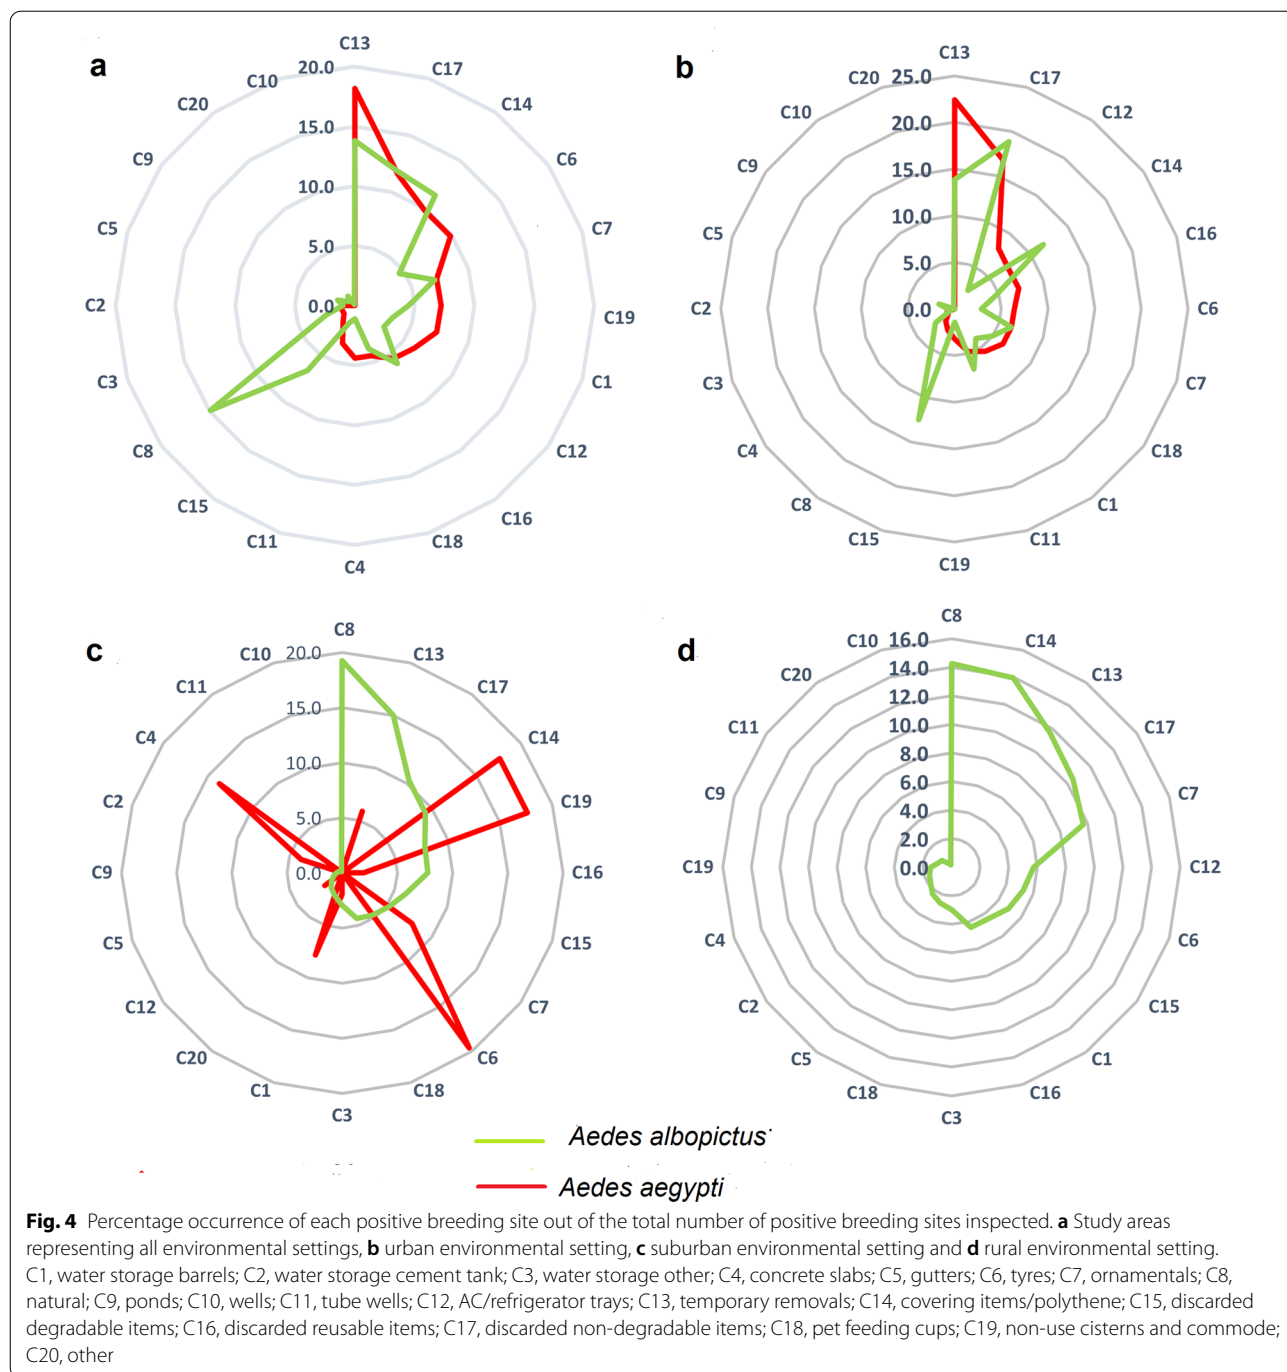 a
C13
C17
C14
C6
C7
C19
C1
C12
C16
C18
C4
C11
C15
C8
C3
C2
C5
C9
C20
C10
20.0
15.0
10.0
5.0
0.0
b
C13
C17
C12
C14
C16
C6
C7
C18
C1
C11
C19
C15
C8
C4
C3
C2
C5
C9
C10
C20
25.0
20.0
15.0
10.0
5.0
0.0
c
C8
C13
C17
C14
C19
C16
C15
C7
C6
C18
C3
C1
C20
C12
C5
C9
C2
C4
C11
C10
20.0
15.0
10.0
5.0
0.0
d
C8
C14
C13
C17
C7
C12
C6
C15
C1
C16
C3
C18
C5
C2
C4
C19
C9
C11
C20
C10
16.0
14.0
12.0
10.0
8.0
6.0
4.0
2.0
0.0
Aedes albopictus
Aedes aegypti
Fig. 4 Percentage occurrence of each positive breeding site out of the total number of positive breeding sites inspected. a Study areas
representing all environmental settings, b urban environmental setting, c suburban environmental setting and d rural environmental setting.
C1, water storage barrels; C2, water storage cement tank; C3, water storage other; C4, concrete slabs; C5, gutters; C6, tyres; C7, ornamentals; C8,
natural; C9, ponds; C10, wells; C11, tube wells; C12, AC/refrigerator trays; C13, temporary removals; C14, covering items/polythene; C15, discarded
degradable items; C16, discarded reusable items; C17, discarded non-degradable items; C18, pet feeding cups; C19, non-use cisterns and commode;
C20, other